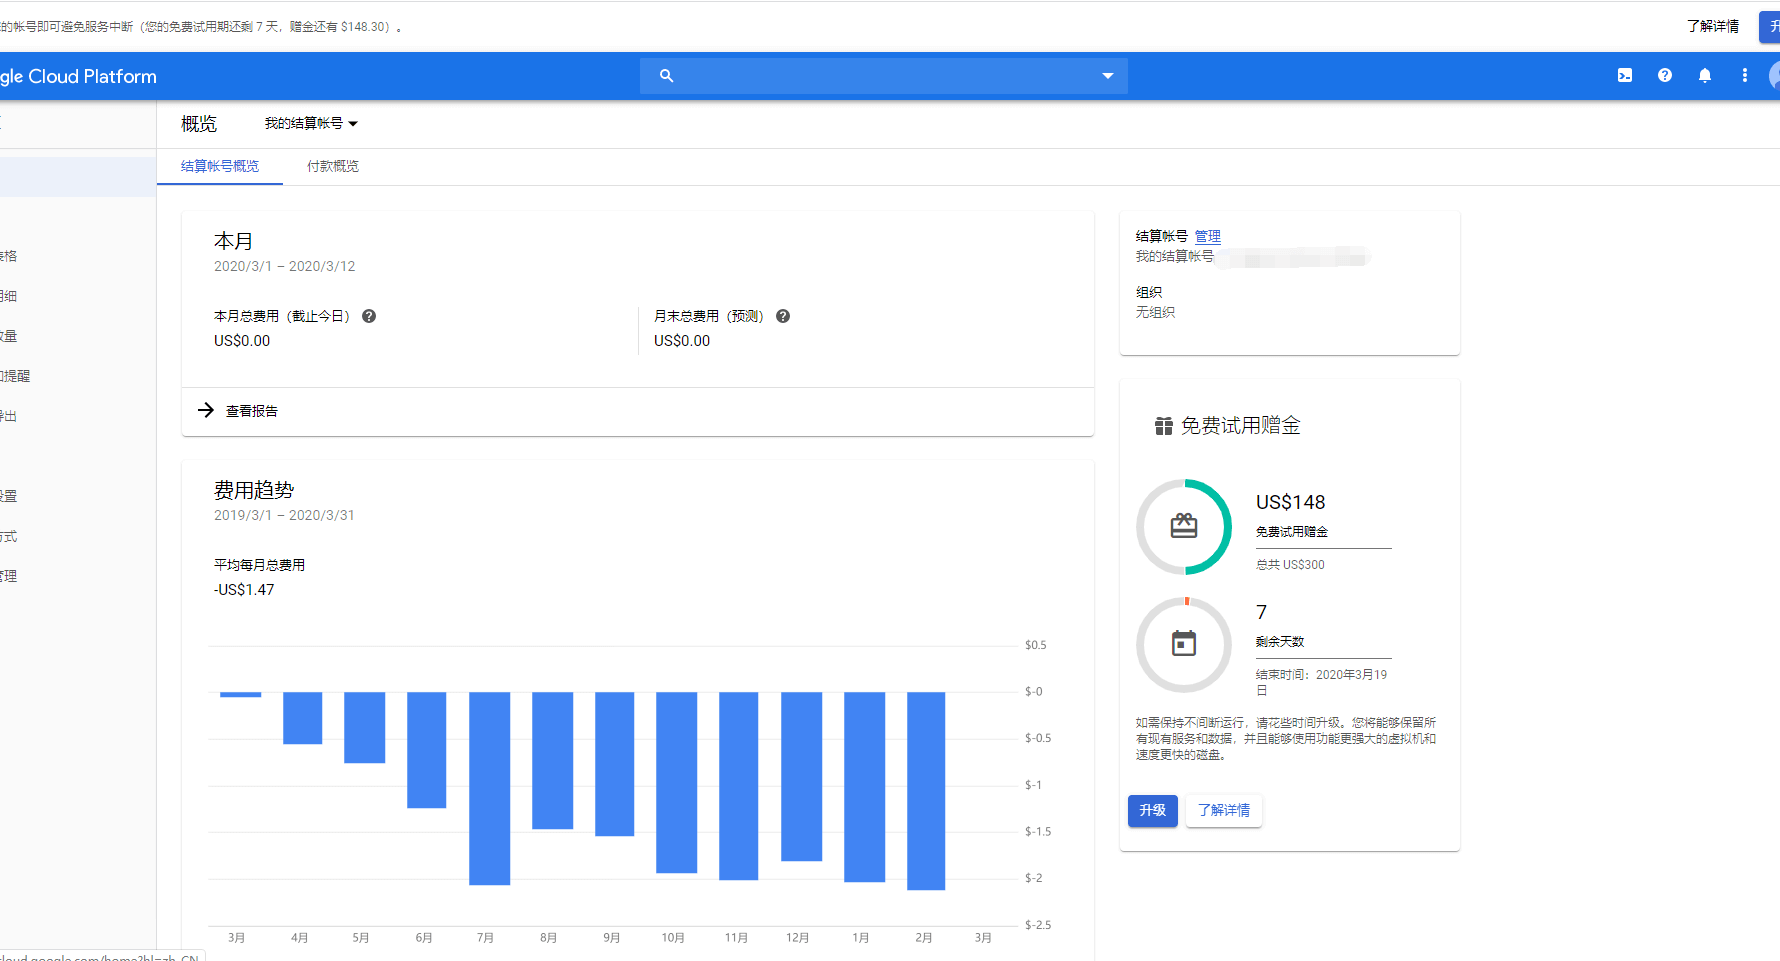 的帐号即可避免服务中断（您的免费试用期还剩 7 天，赠金还有 $148.30）。
了解详情
升
gle Cloud Platform
概览
我的结算帐号
结算帐号概览
付款概览
格
细
量
提醒
出
设置
方式
管理
本月
2020/3/1 – 2020/3/12
本月总费用（截止今日）
US$0.00
月末总费用（预测）
US$0.00
查看报告
结算帐号 管理
我的结算帐号
组织
无组织
费用趋势
2019/3/1 – 2020/3/31
平均每月总费用
-US$1.47
$0.5
$-0
$-0.5
$-1
$-1.5
$-2
$-2.5
3月
4月
5月
6月
7月
8月
9月
10月
11月
12月
1月
2月
3月
免费试用赠金
US$148
免费试用赠金
总共 US$300
7
剩余天数
结束时间：2020年3月19
日
如需保持不间断运行，请花些时间升级。您将能够保留所
有现有服务和数据，并且能够使用功能更强大的虚拟机和
速度更快的磁盘。
升级
了解详情
cloud.google.com/home?hl=zh-CN